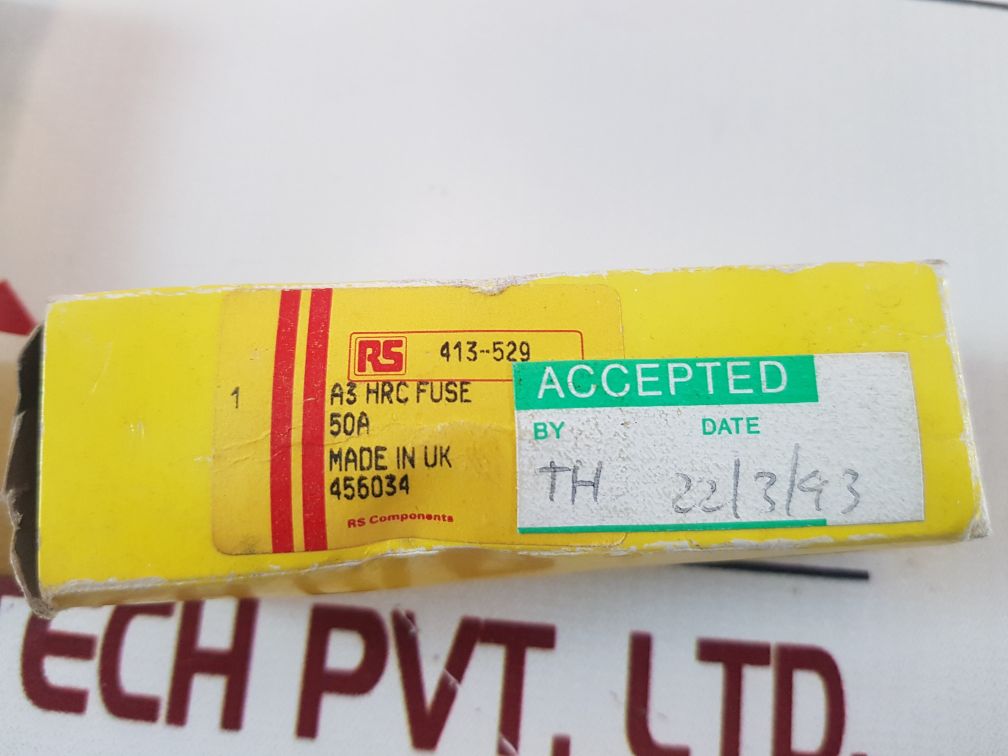 RS 413-529
1
A3 HRC FUSE
50A
MADE IN UK
456034
RS Components
ACCEPTED
BY DATE
TH 22/3/93
TECH PVT. LTD.